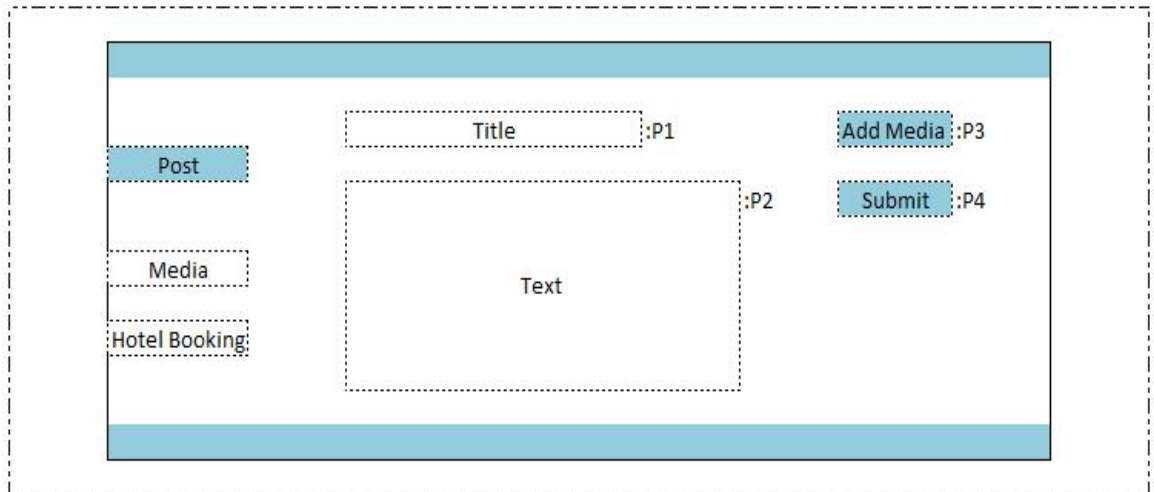 Title :P1
Add Media :P3
Post
:P2
Submit :P4
Media
Text
Hotel Booking